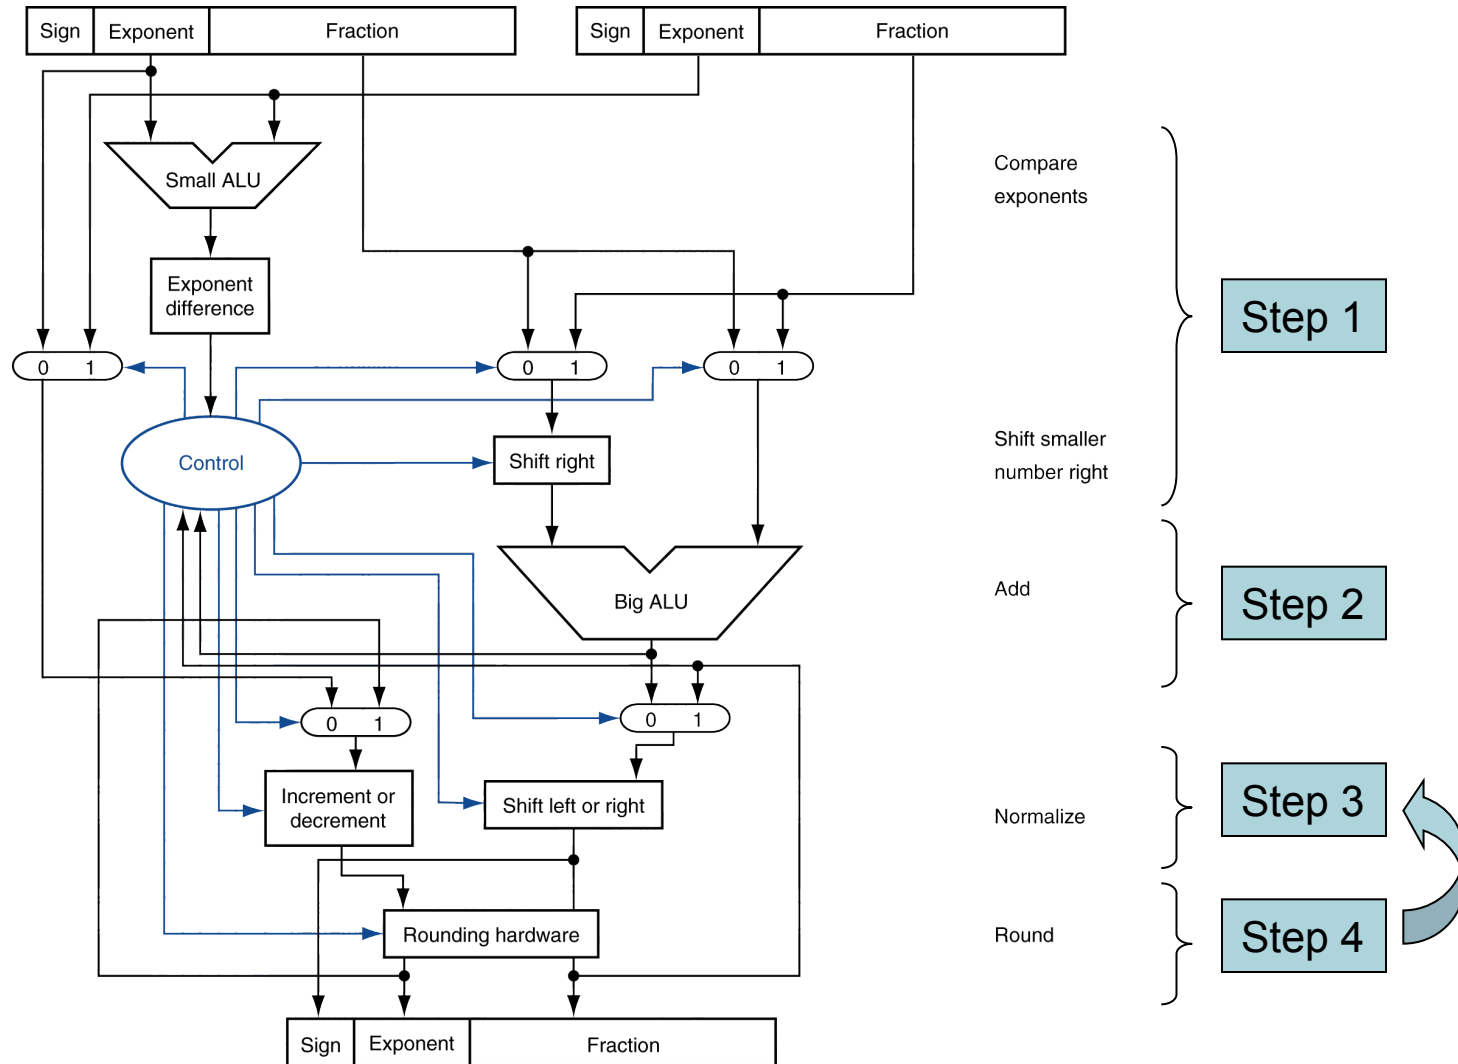 Sign Exponent Fraction
Sign Exponent Fraction
Small ALU
Compare
exponents
Exponent
difference
Step 1
0 1
0 1
0 1
Control
Shift right
Shift smaller
number right
Big ALU
Add
Step 2
0 1
0 1
Increment or
decrement
Shift left or right
Normalize
Step 3
Rounding hardware
Round
Step 4
Sign Exponent Fraction